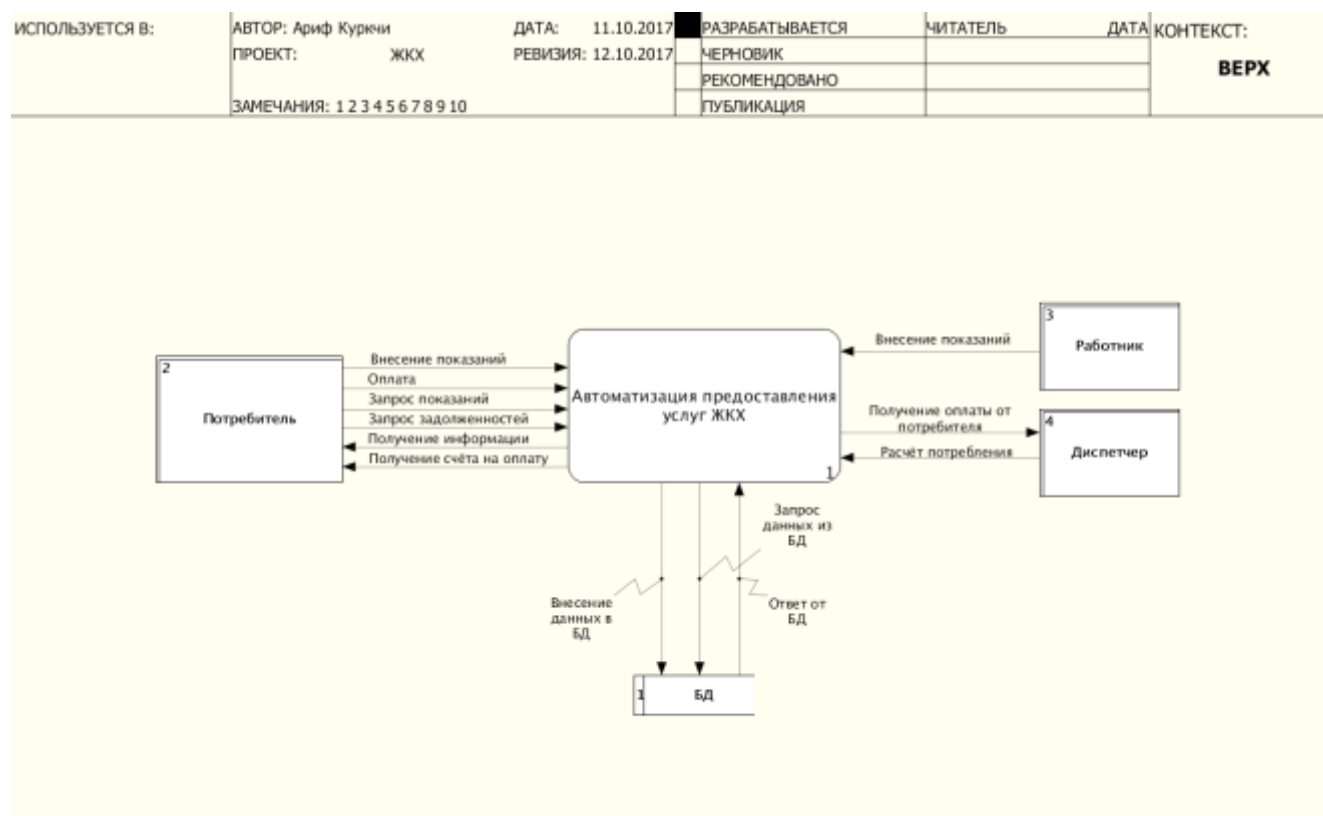 ИСПОЛЬЗУЕТСЯ В:
АВТОР: Ариф Куркчи
ДАТА: 11.10.2017
РАЗРАБАТЫВАЕТСЯ
ЧИТАТЕЛЬ
ДАТА
КОНТЕКСТ:
ПРОЕКТ: ЖКХ
РЕВИЗИЯ: 12.10.2017
ЧЕРНОВИК
ВЕРХ
РЕКОМЕНДОВАНО
ЗАМЕЧАНИЯ: 1 2 3 4 5 6 7 8 9 10
ПУБЛИКАЦИЯ
2
Потребитель
Внесение показаний
Оплата
Запрос показаний
Запрос задолженностей
Получение информации
Получение счёта на оплату
Автоматизация предоставления
услуг ЖКХ
1
Внесение показаний
3
Работник
Получение оплаты от
потребителя
Расчёт потребления
4
Диспетчер
Запрос
данных из
БД
Внесение
данных в
БД
Ответ от
БД
1
БД